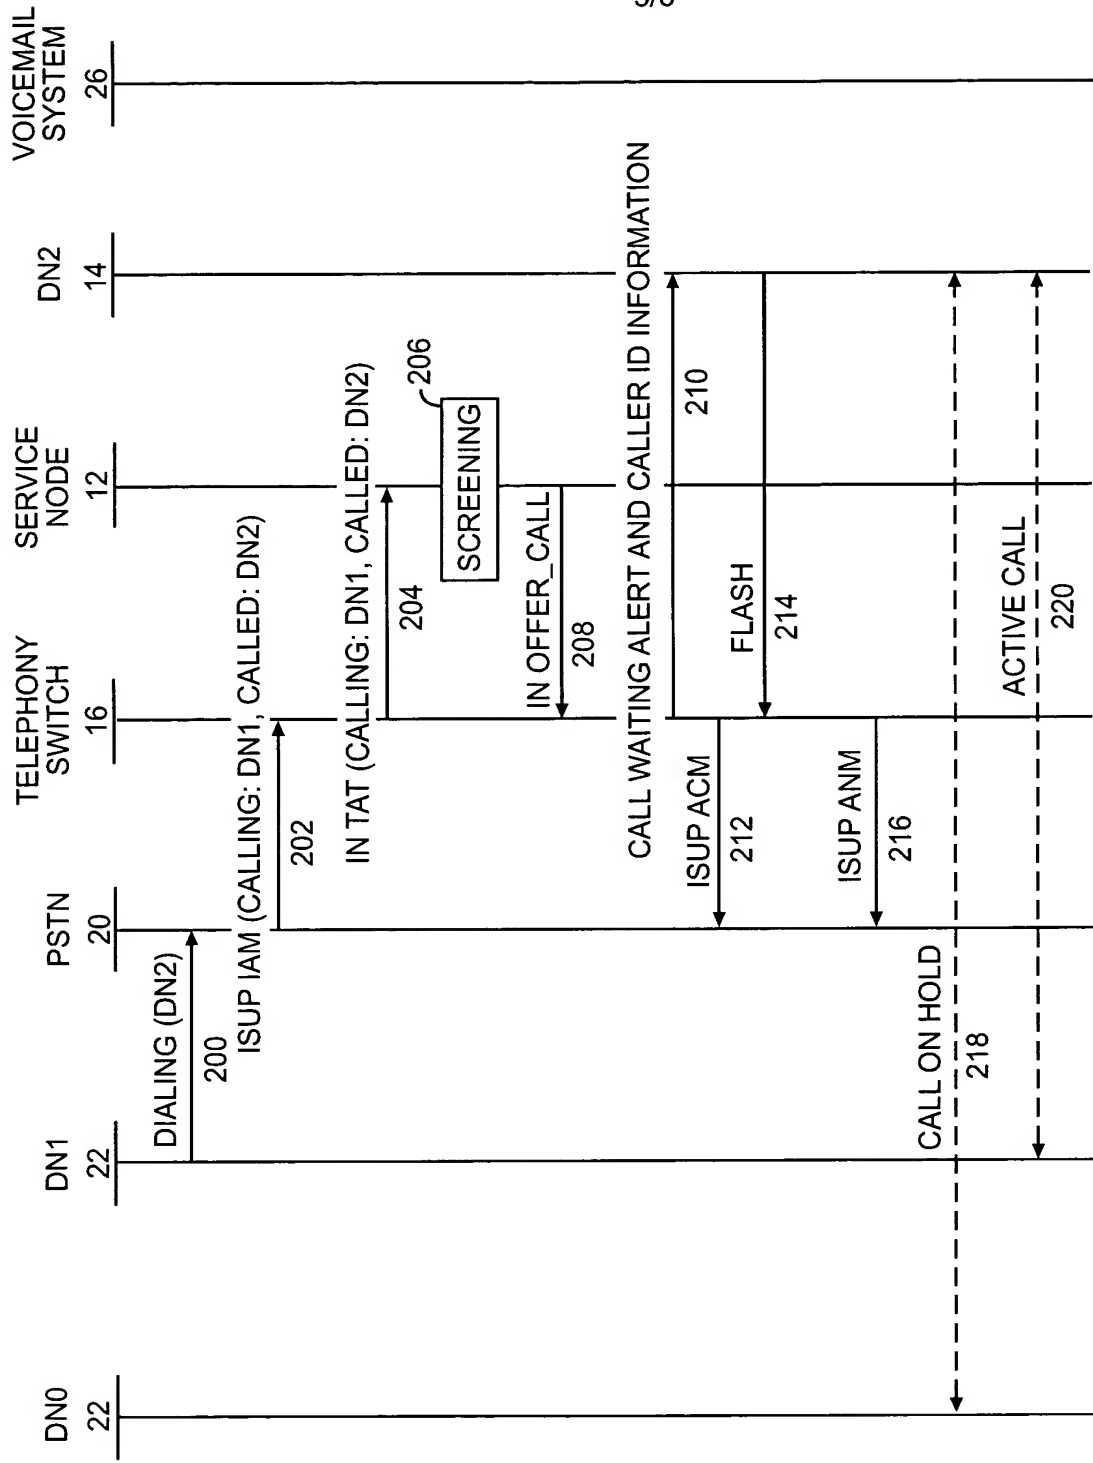 DN0
22
DN1
22
PSTN
20
TELEPHONY
SWITCH
16
SERVICE
NODE
12
DN2
14
VOICEMAIL
SYSTEM
26
DIALING (DN2)
200
ISUP IAM (CALLING: DN1, CALLED: DN2)
202
IN TAT (CALLING: DN1, CALLED: DN2)
204
206
SCREENING
IN OFFER_CALL
208
CALL WAITING ALERT AND CALLER ID INFORMATION
210
ISUP ACM
212
FLASH
214
ISUP ANM
216
CALL ON HOLD
218
ACTIVE CALL
220